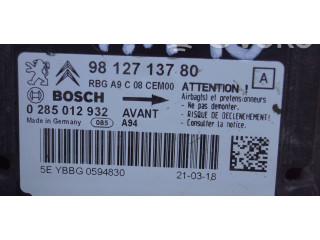 98 127 137 80
RBG A9 C 08 CEM00
A
ATTENTION !
Airbag(s) et pretensionneurs
- Ne pas demonter.
- RISQUE DE DECLENCHEMENT!
Consulter la notice.
BOSCH
0 285 012 932 AVANT
Made in Germany 085 A94
5E YBBG 0594830 21-03-18